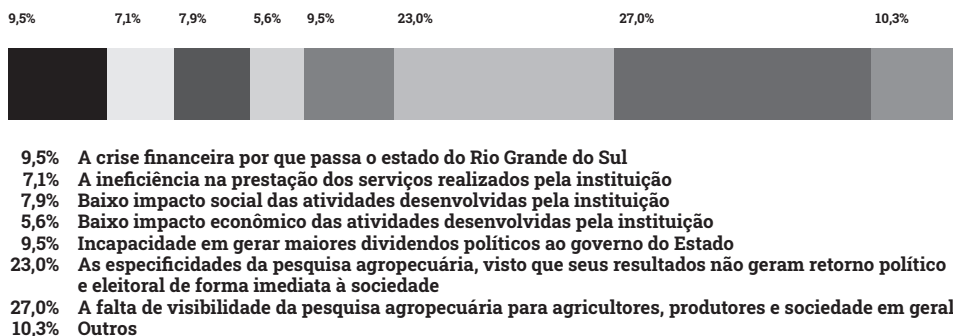 9,5% 7,1% 7,9% 5,6% 9,5% 23,0% 27,0% 10,3%
9,5% A crise financeira por que passa o estado do Rio Grande do Sul
7,1% A ineficiência na prestação dos serviços realizados pela instituição
7,9% Baixo impacto social das atividades desenvolvidas pela instituição
5,6% Baixo impacto econômico das atividades desenvolvidas pela instituição
9,5% Incapacidade em gerar maiores dividendos políticos ao governo do Estado
23,0% As especificidades da pesquisa agropecuária, visto que seus resultados não geram retorno político
e eleitoral de forma imediata à sociedade
27,0% A falta de visibilidade da pesquisa agropecuária para agricultores, produtores e sociedade em geral
10,3% Outros